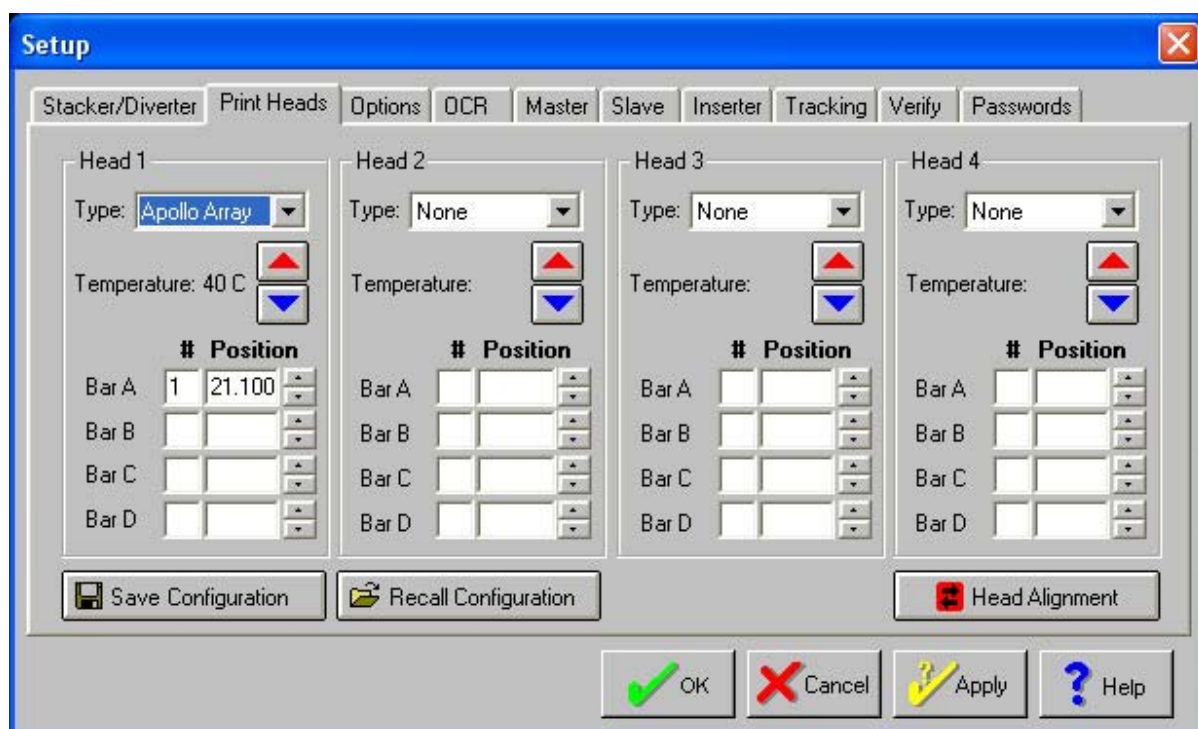 Setup
Stacker/Diverter Print Heads Options OCR Master Slave Inserter Tracking Verify Passwords
Head 1 Head 2 Head 3 Head 4
Type: Apollo Array Type: None Type: None Type: None
Temperature: 40 C Temperature: Temperature: Temperature:
# Position # Position # Position # Position
Bar A 1 21.100 Bar A Bar A Bar A
Bar B Bar B Bar B Bar B
Bar C Bar C Bar C Bar C
Bar D Bar D Bar D Bar D
Save Configuration Recall Configuration Head Alignment
OK Cancel Apply Help